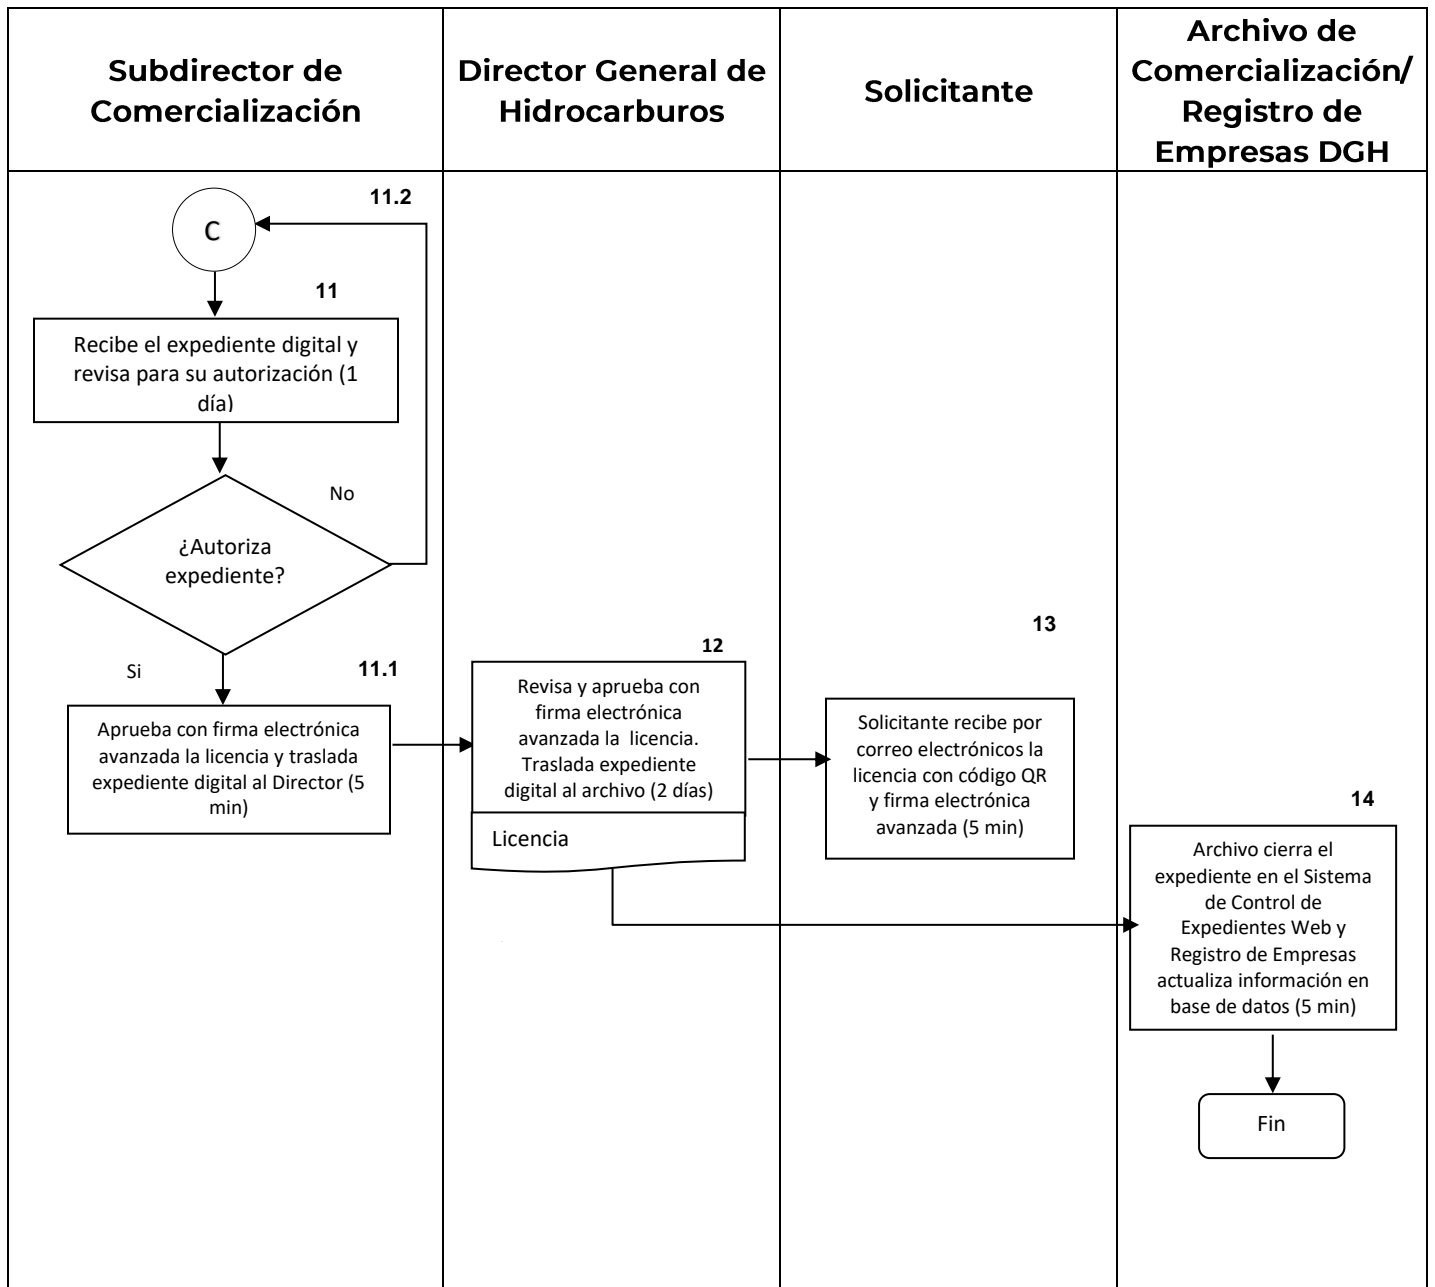 Subdirector de
Comercialización
Director General de
Hidrocarburos
Solicitante
Archivo de
Comercialización/
Registro de
Empresas DGH
11.2
C
11
Recibe el expediente digital y
revisa para su autorización (1
día)
No
¿Autoriza
expediente?
Si
11.1
Aprueba con firma electrónica
avanzada la licencia y traslada
expediente digital al Director (5
min)
12
Revisa y aprueba con
firma electrónica
avanzada la licencia.
Traslada expediente
digital al archivo (2 días)
Licencia
13
Solicitante recibe por
correo electrónicos la
licencia con código QR
y firma electrónica
avanzada (5 min)
14
Archivo cierra el
expediente en el Sistema
de Control de
Expedientes Web y
Registro de Empresas
actualiza información en
base de datos (5 min)
Fin